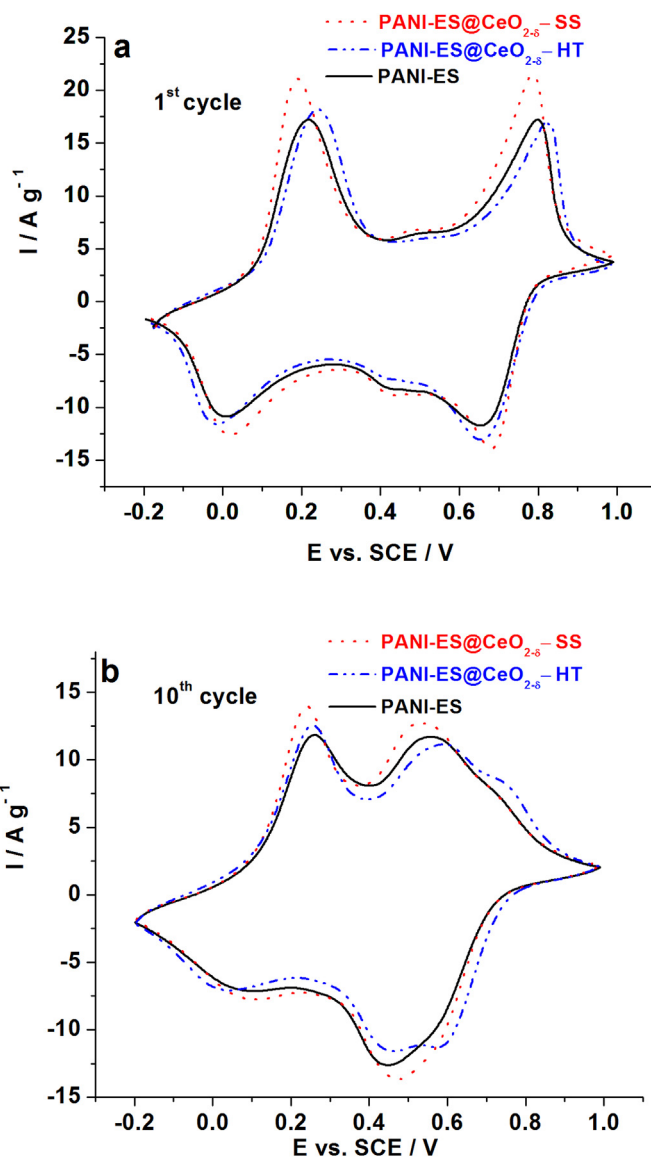 a
PANI-ES@CeO2-δ– SS
PANI-ES@CeO2-δ– HT
PANI-ES
1st cycle
25
20
15
10
5
0
-5
-10
-15
I / A g-1
-0.2 0.0 0.2 0.4 0.6 0.8 1.0
E vs. SCE / V
b
PANI-ES@CeO2-δ– SS
PANI-ES@CeO2-δ– HT
PANI-ES
10th cycle
15
10
5
0
-5
-10
-15
I / A g-1
-0.2 0.0 0.2 0.4 0.6 0.8 1.0
E vs. SCE / V